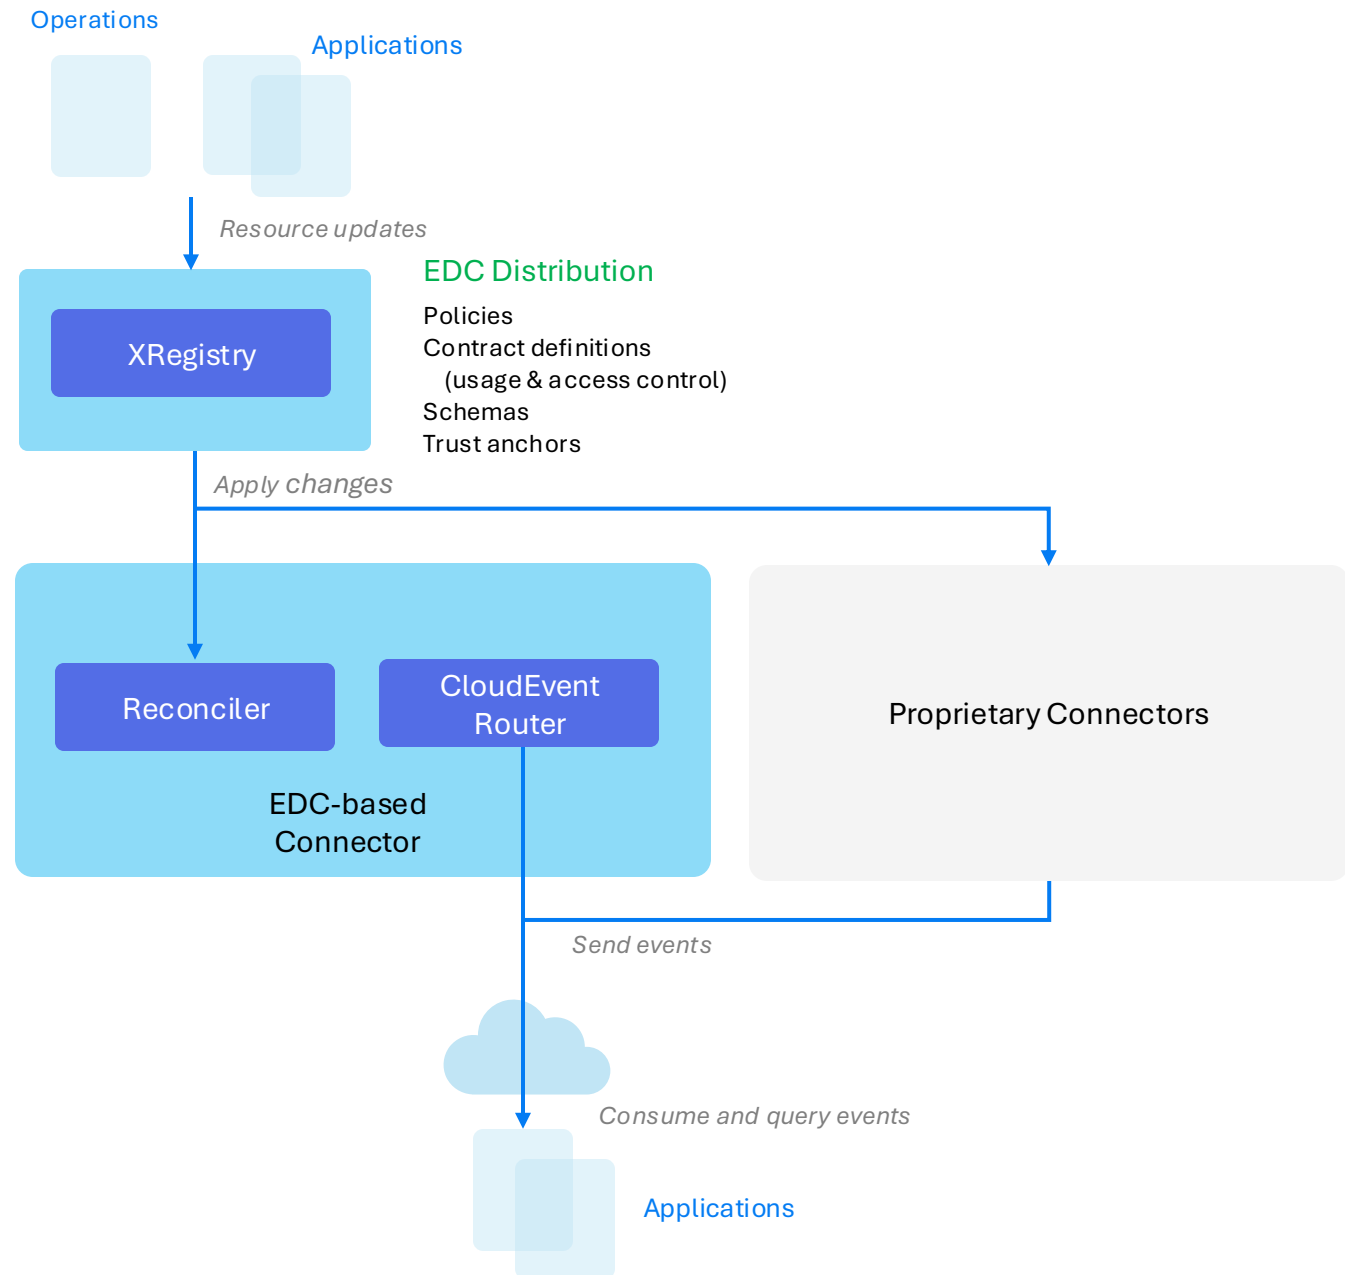 Operations
Applications
Resource updates
EDC Distribution
XRegistry
Policies
Contract definitions
(usage & access control)
Schemas
Trust anchors
Apply changes
Reconciler
CloudEvent
Router
Proprietary Connectors
EDC-based
Connector
Send events
Consume and query events
Applications